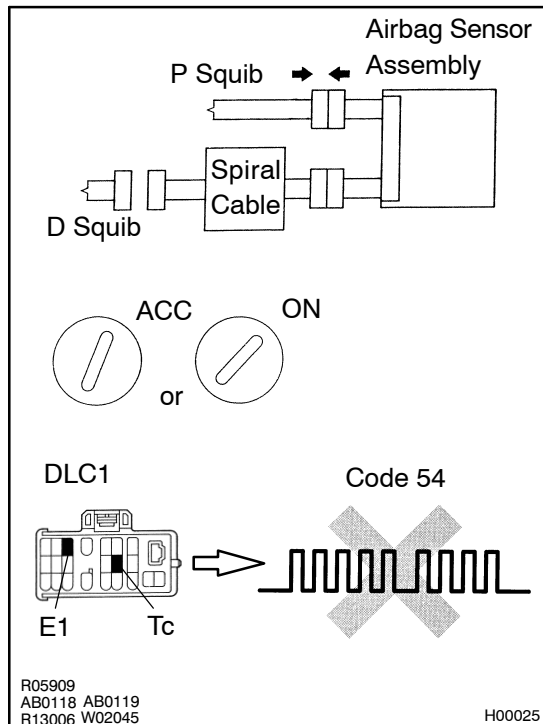 Airbag Sensor
Assembly
P Squib
Spiral
Cable
D Squib
ACC
ON
or
DLC1
Code 54
E1
Tc
R05909
AB0118 AB0119
R13006 W02045
H00025